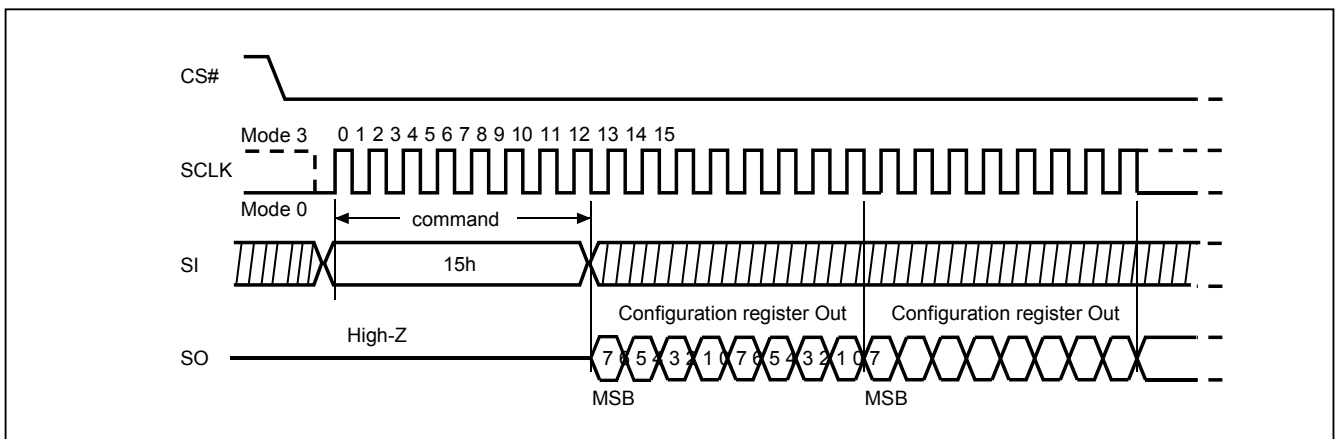 CS#
Mode 3
0 1 2 3 4 5 6 7 8 9 10 11 12 13 14 15
SCLK
Mode 0
command
SI
15h
Configuration register Out
Configuration register Out
High-Z
SO
7 6 5 4 3 2 1 0 7 6 5 4 3 2 1 0 7
MSB
MSB